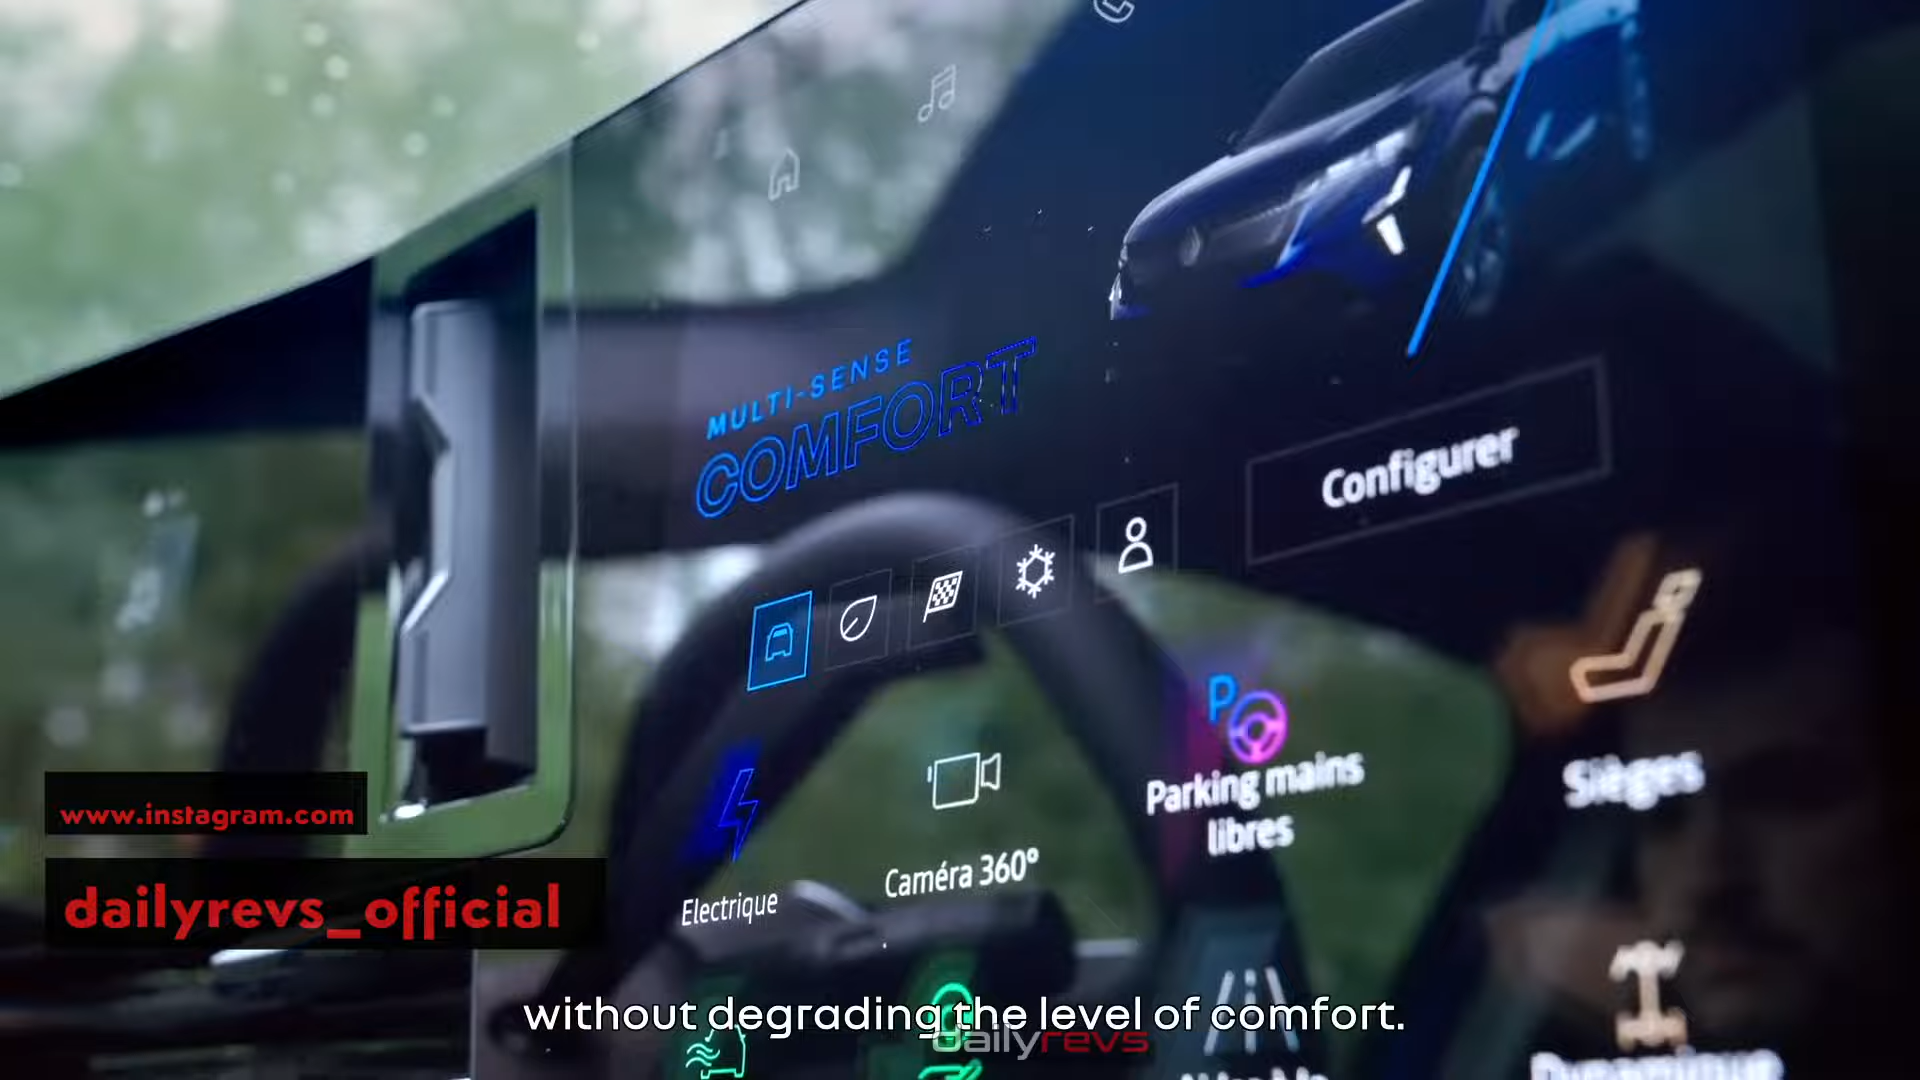 MULTI-SENSE
COMFORT
Configurer
P
Parking mains
libres
Sièges
Caméra 360°
Electrique
www.instagram.com
dailyrevs_official
without degrading the level of comfort.
dailyrevs
Dynamique